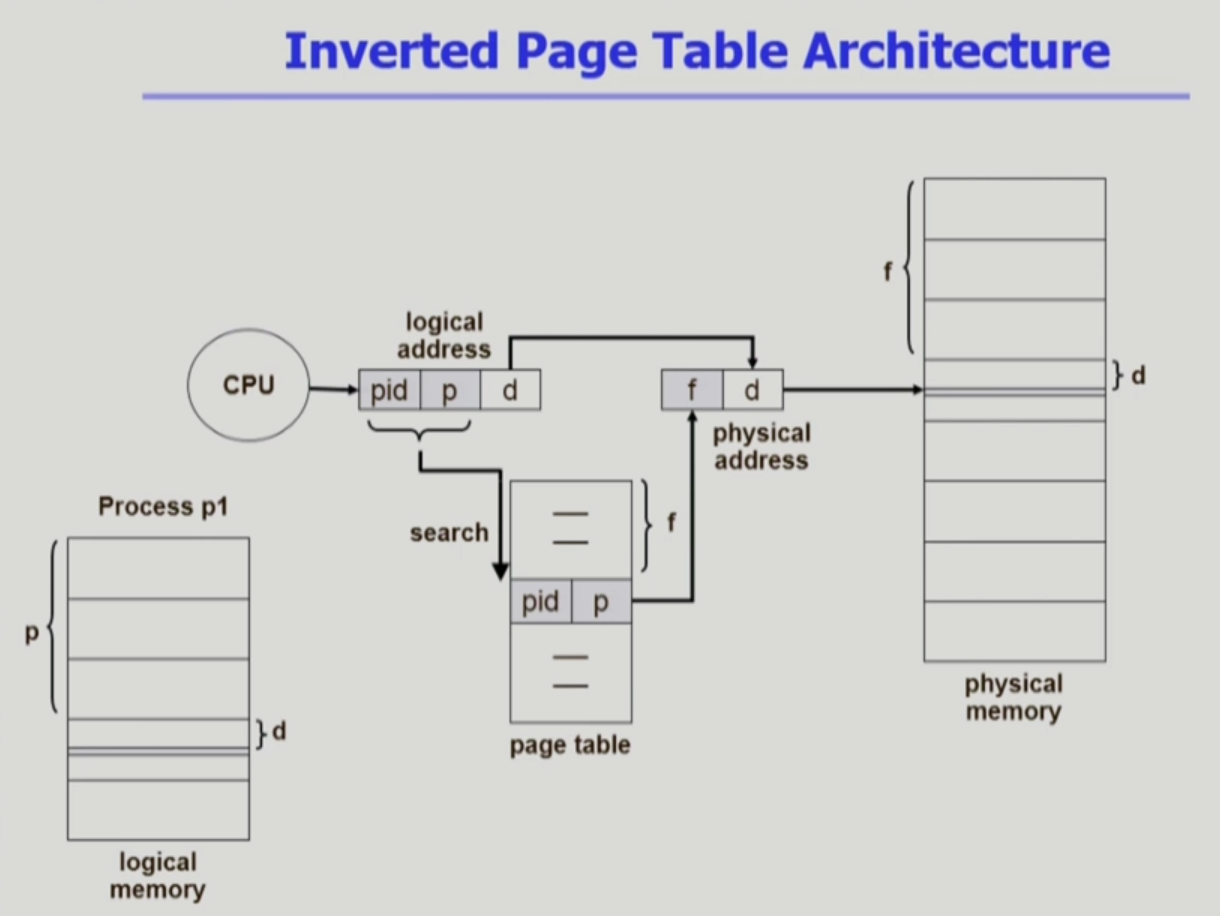 Inverted Page Table Architecture
f
logical
address
d
CPU
pid p d
f d
physical
address
Process p1
search
f
pid p
p
d
physical
memory
page table
logical
memory